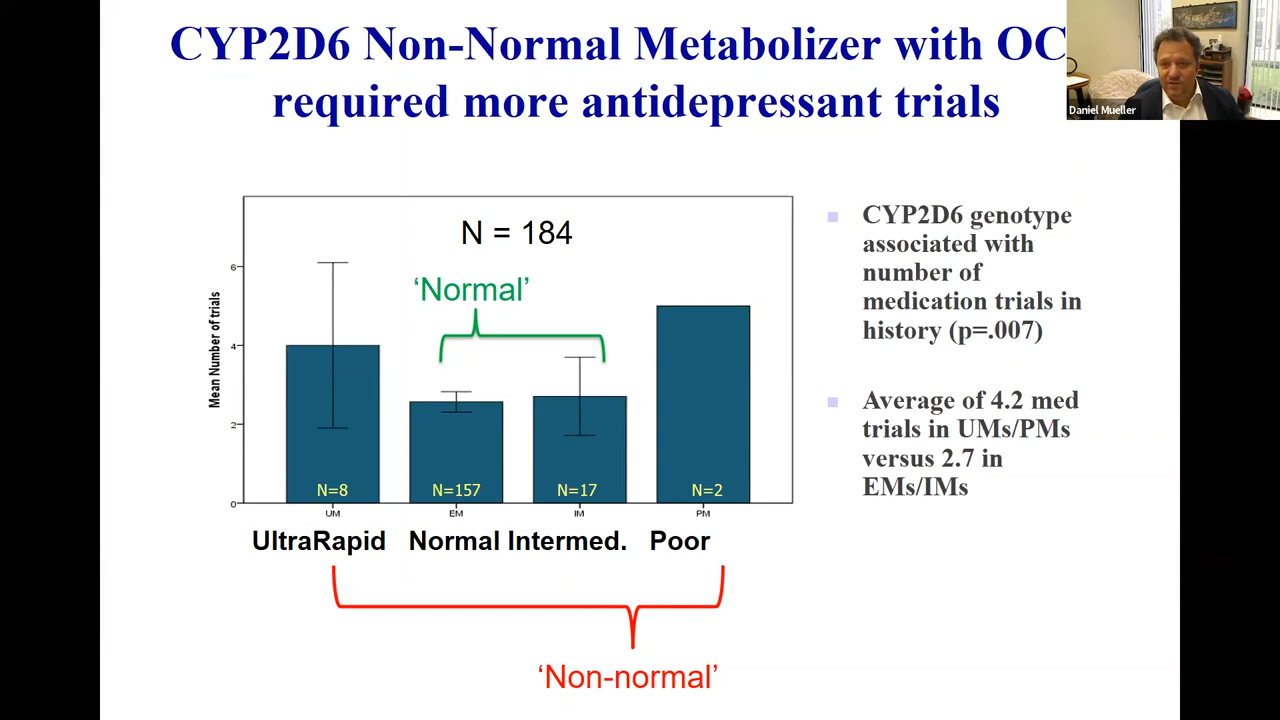 CYP2D6 Non-Normal Metabolizer with OC
required more antidepressant trials
Daniel Mueller
N = 184
'Normal'
Mean Number of trials
6
4
2
0
N=8
N=157
N=17
N=2
UM
EM
IM
PM
UltraRapid
Normal
Intermed.
Poor
'Non-normal'
CYP2D6 genotype
associated with
number of
medication trials in
history (p=.007)
Average of 4.2 med
trials in UMs/PMs
versus 2.7 in
EMs/IMs